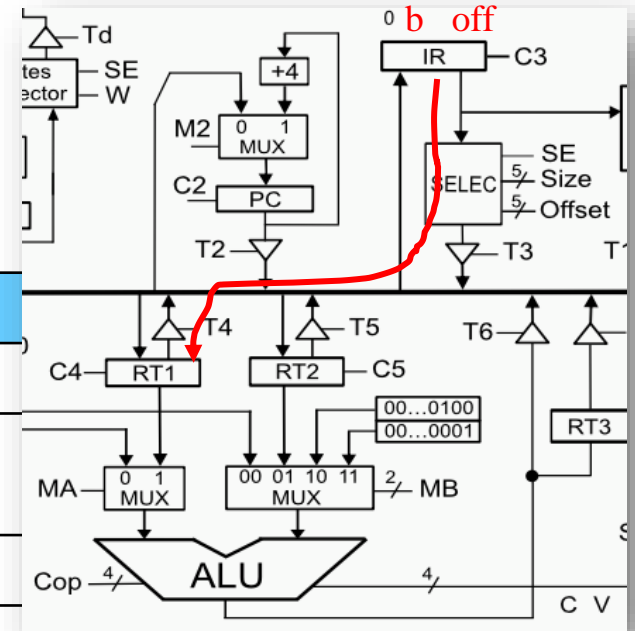 0 b off
Td
IR
C3
+4
tes
ector
SE
W
M2
0 1
MUX
C2
PC
SELEC
SE
5
Size
5
Offset
T2
T3
T4
T5
T6
C4
RT1
RT2
C5
00...0100
00...0001
RT3
MA
0 1
MUX
00 01 10 11
MUX
2
MB
Cop
4
ALU
4
C V